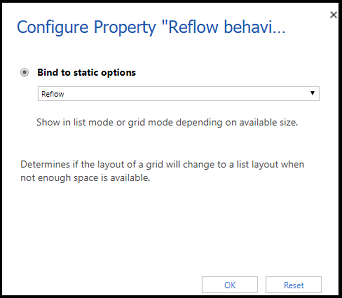 Configure Property "Reflow behavi...
Bind to static options
Reflow
Show in list mode or grid mode depending on available size.
Determines if the layout of a grid will change to a list layout when
not enough space is available.
OK Reset